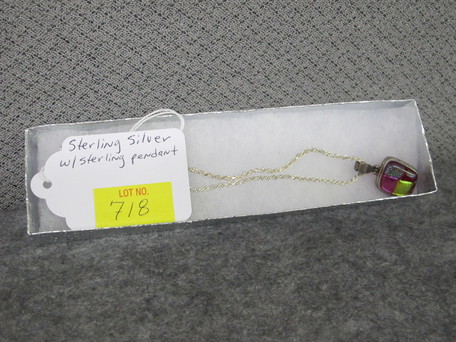 Sterling Silver
w/ sterling pendant
LOT NO.
718